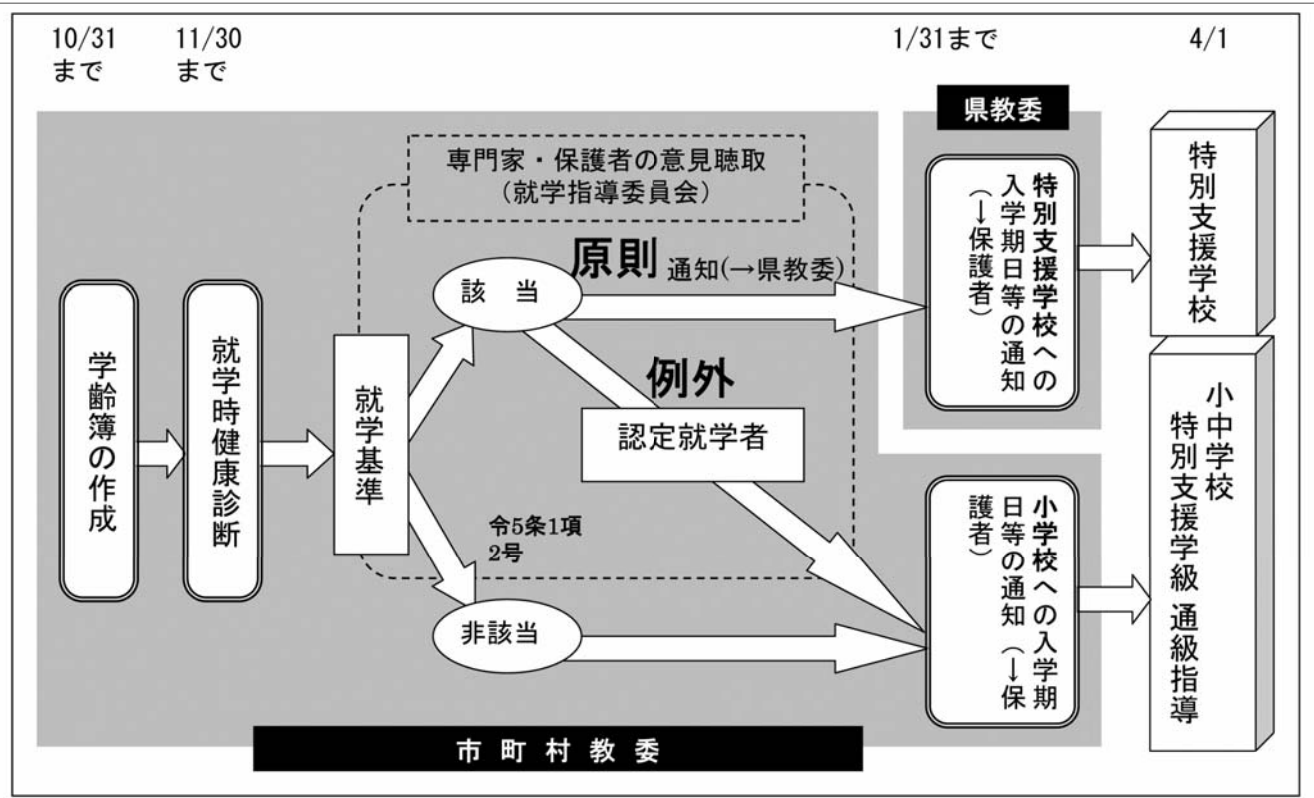 10/31
まで
11/30
まで
1/31まで
4/1
県教委
専門家・保護者の意見聴取
(就学指導委員会)
原則
通知(→県教委)
該　当
例外
認定就学者
学齢簿の作成
就学時健康診断
就学基準
令5条1項
2号
非該当
特別支援学校への
入学期日等の通知
(→保護者)
小学校への入学期
日等の通知 (→保
護者)
特別支援学校
小中学校
特別支援学級 通級指導
市町村教委